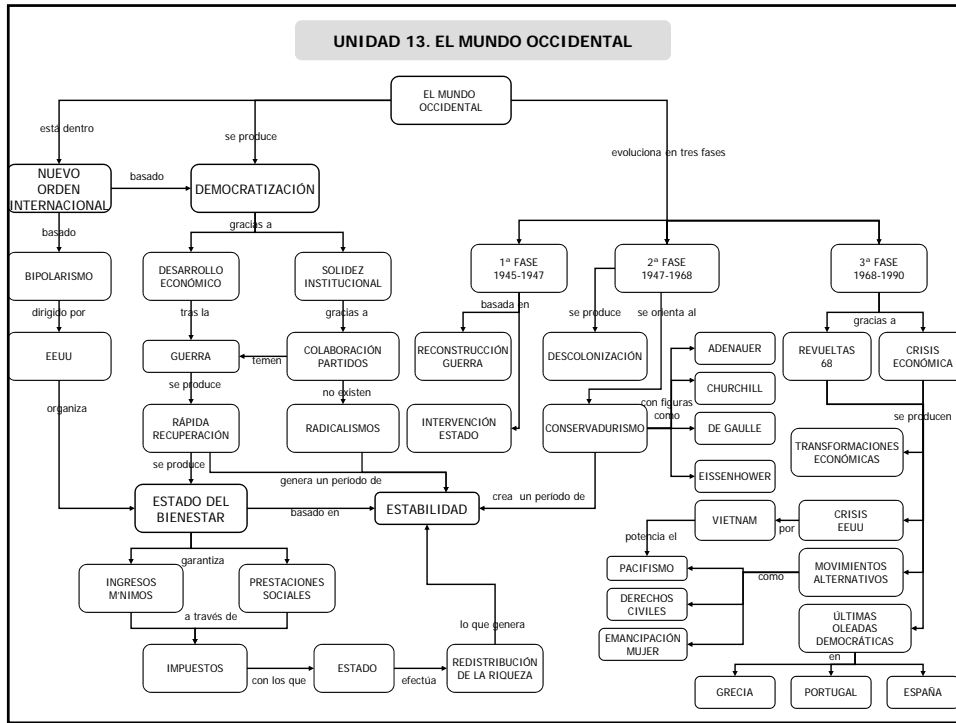 UNIDAD 13. EL MUNDO OCCIDENTAL
EL MUNDO
OCCIDENTAL
está dentro
se produce
evoluciona en tres fases
NUEVO
ORDEN
INTERNACIONAL
basado
DEMOCRATIZACIÓN
basado
gracias a
BIPOLARISMO
DESARROLLO
ECONÓMICO
SOLIDEZ
INSTITUCIONAL
1ª FASE
1945-1947
2ª FASE
1947-1968
3ª FASE
1968-1990
dirigido por
tras la
gracias a
basada en
se produce
se orienta al
gracias a
EEUU
GUERRA
temen
COLABORACIÓN
PARTIDOS
RECONSTRUCCIÓN
GUERRA
DESCOLONIZACIÓN
ADENAUER
REVUELTAS
68
CRISIS
ECONÓMICA
organiza
se produce
no existen
con figuras
como
CHURCHILL
se producen
RÁPIDA
RECUPERACIÓN
RADICALISMOS
INTERVENCIÓN
ESTADO
CONSERVADURISMO
DE GAULLE
TRANSFORMACIONES
ECONÓMICAS
se produce
genera un periodo de
crea un periodo de
EISSENHOWER
ESTADO DEL
BIENESTAR
basado en
ESTABILIDAD
VIETNAM
por
CRISIS
EEUU
garantiza
potencia el
INGRESOS
M'NIMOS
PRESTACIONES
SOCIALES
PACIFISMO
como
MOVIMIENTOS
ALTERNATIVOS
a través de
DERECHOS
CIVILES
lo que genera
EMANCIPACIÓN
MUJER
ÚLTIMAS
OLEADAS
DEMOCRÁTICAS
IMPUESTOS
con los que
ESTADO
efectúa
REDISTRIBUCIÓN
DE LA RIQUEZA
en
GRECIA
PORTUGAL
ESPAÑA